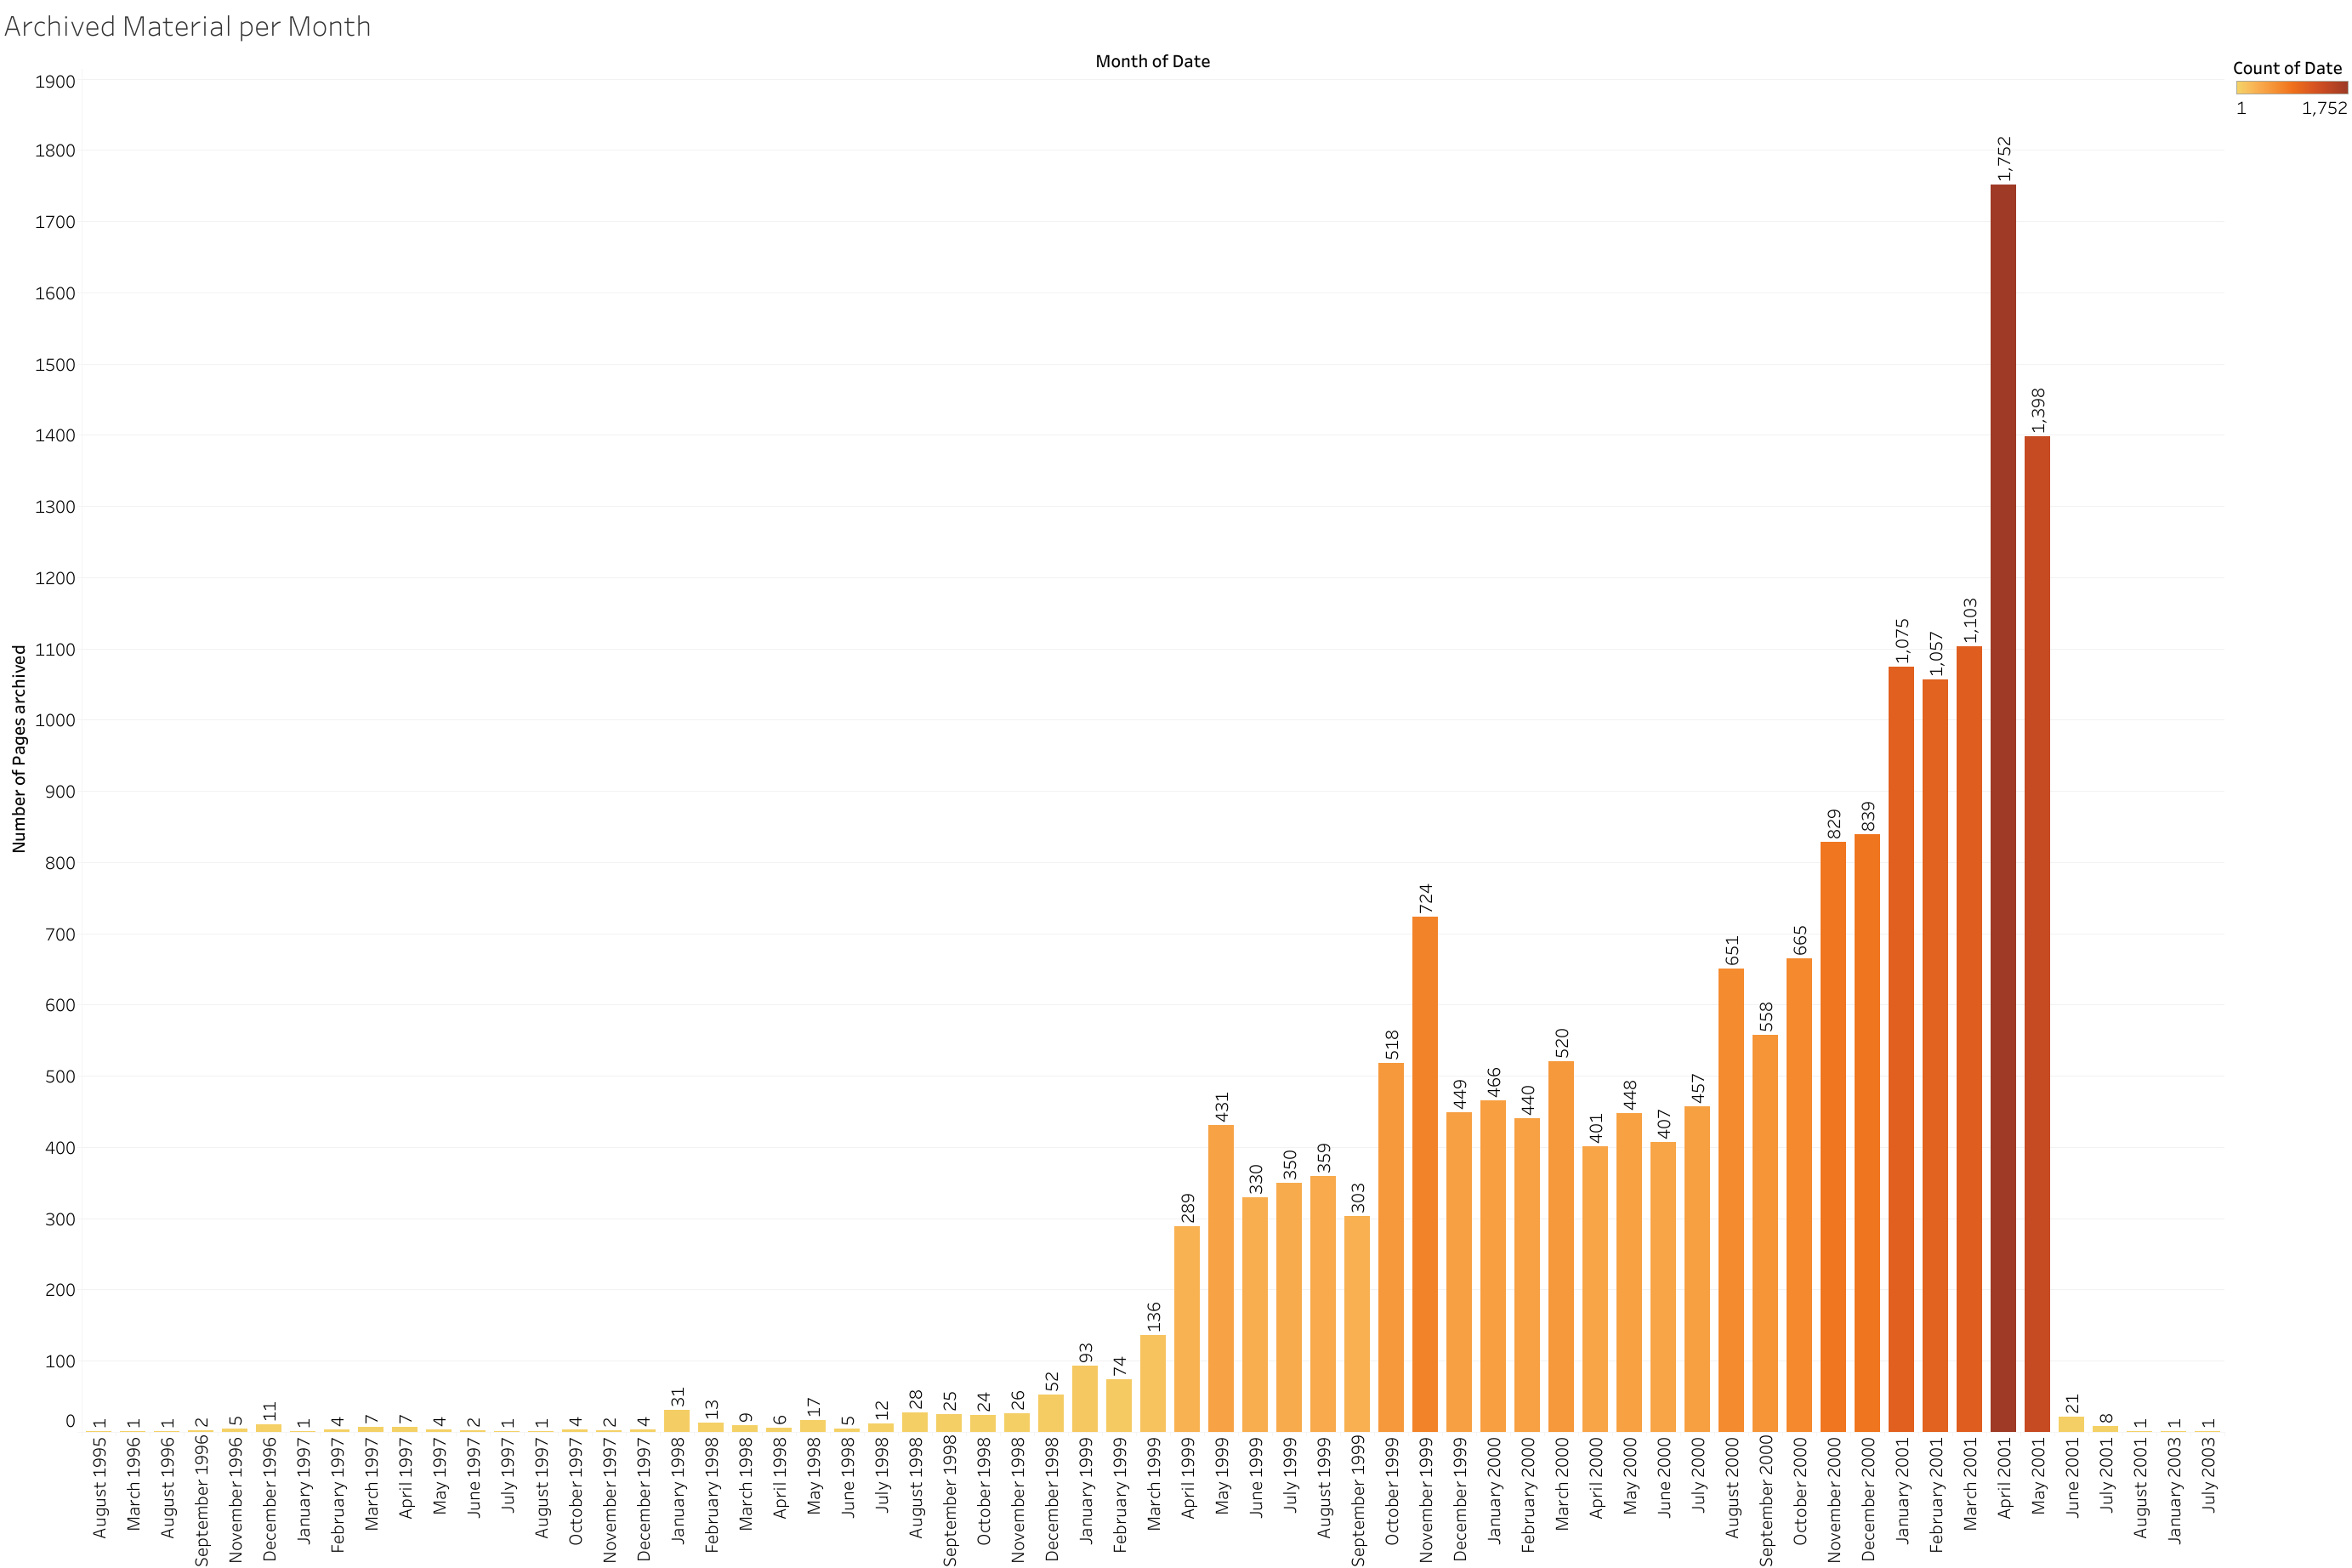 Archived Material per Month
Month of Date
Count of Date
1 1,752
Number of Pages archived
1900
1800
1700
1600
1500
1400
1300
1200
1100
1000
900
800
700
600
500
400
300
200
100
0
1
1
1
2
5
11
1
4
7
7
4
2
1
1
4
2
4
31
13
9
6
17
5
12
28
25
24
26
52
93
74
136
289
431
330
350
359
303
518
724
449
466
440
520
401
448
407
457
651
558
665
829
839
1,075
1,057
1,103
1,752
1,398
21
8
1
1
1
August 1995
March 1996
August 1996
September 1996
November 1996
December 1996
January 1997
February 1997
March 1997
April 1997
May 1997
June 1997
July 1997
August 1997
October 1997
November 1997
December 1997
January 1998
February 1998
March 1998
April 1998
May 1998
June 1998
July 1998
August 1998
September 1998
October 1998
November 1998
December 1998
January 1999
February 1999
March 1999
April 1999
May 1999
June 1999
July 1999
August 1999
September 1999
October 1999
November 1999
December 1999
January 2000
February 2000
March 2000
April 2000
May 2000
June 2000
July 2000
August 2000
September 2000
October 2000
November 2000
December 2000
January 2001
February 2001
March 2001
April 2001
May 2001
June 2001
July 2001
August 2001
January 2003
July 2003